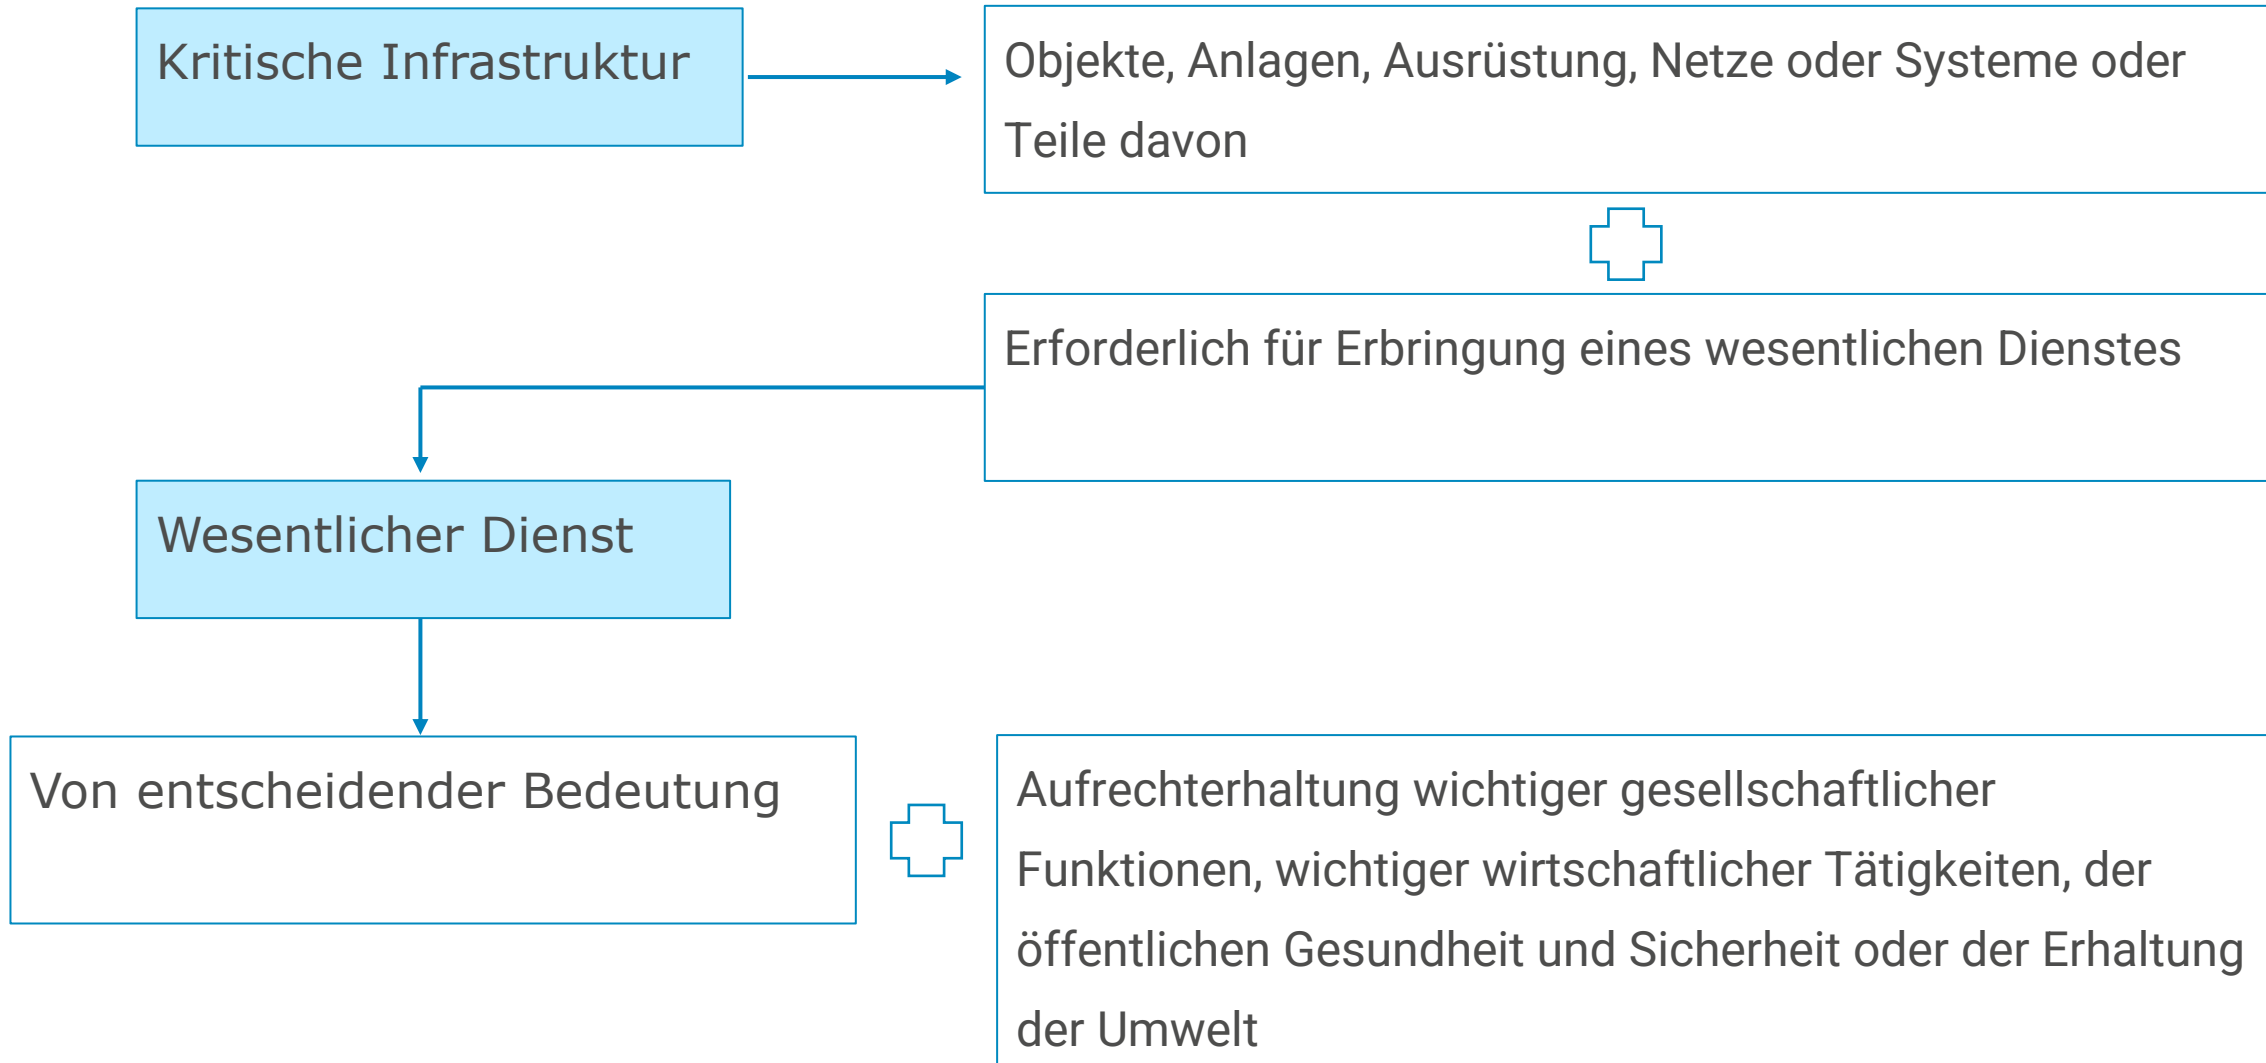 Kritische Infrastruktur
Objekte, Anlagen, Ausrüstung, Netze oder Systeme oder
Teile davon
Erforderlich für Erbringung eines wesentlichen Dienstes
Wesentlicher Dienst
Von entscheidender Bedeutung
Aufrechterhaltung wichtiger gesellschaftlicher
Funktionen, wichtiger wirtschaftlicher Tätigkeiten, der
öffentlichen Gesundheit und Sicherheit oder der Erhaltung
der Umwelt